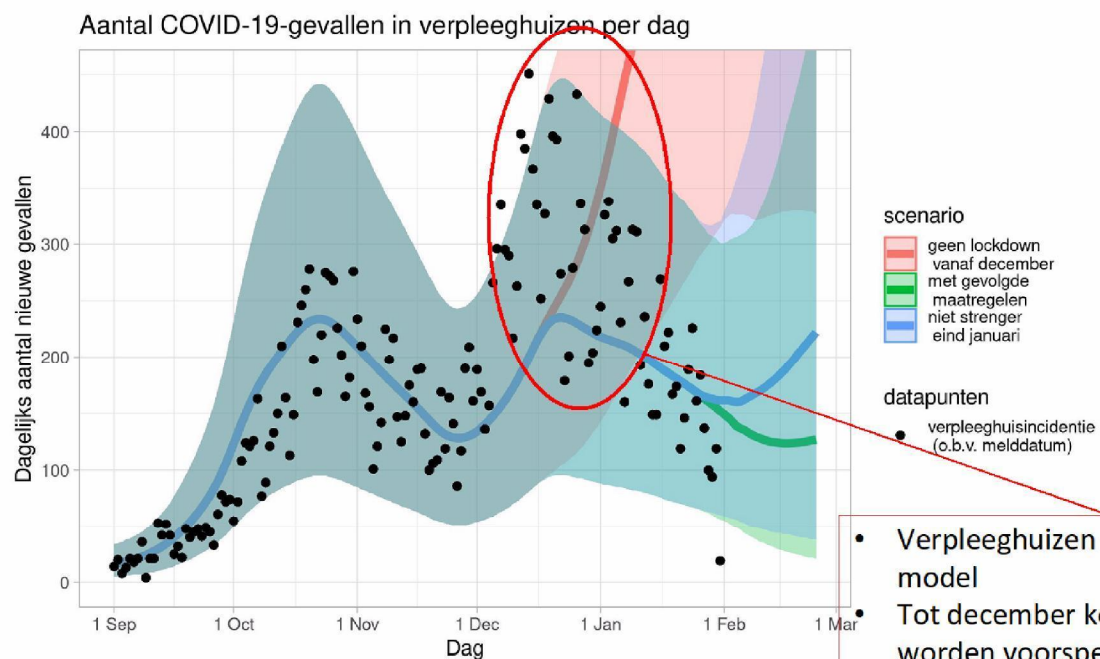 Aantal COVID-19-gevallen in verpleeghuizen per dag
Dagelijks aantal nieuwe gevallen
400
300
200
100
0
1 Sep
1 Oct
1 Nov
1 Dec
1 Jan
1 Feb
1 Mar
Dag
scenario
geen lockdown
vanaf december
met gevolgde
maatregelen
niet strenger
eind januari
datapunten
verpleeghuisincidentie
(o.b.v. melddatum)
• Verpleeghuizen
model
• Tot december k
worden voorspe